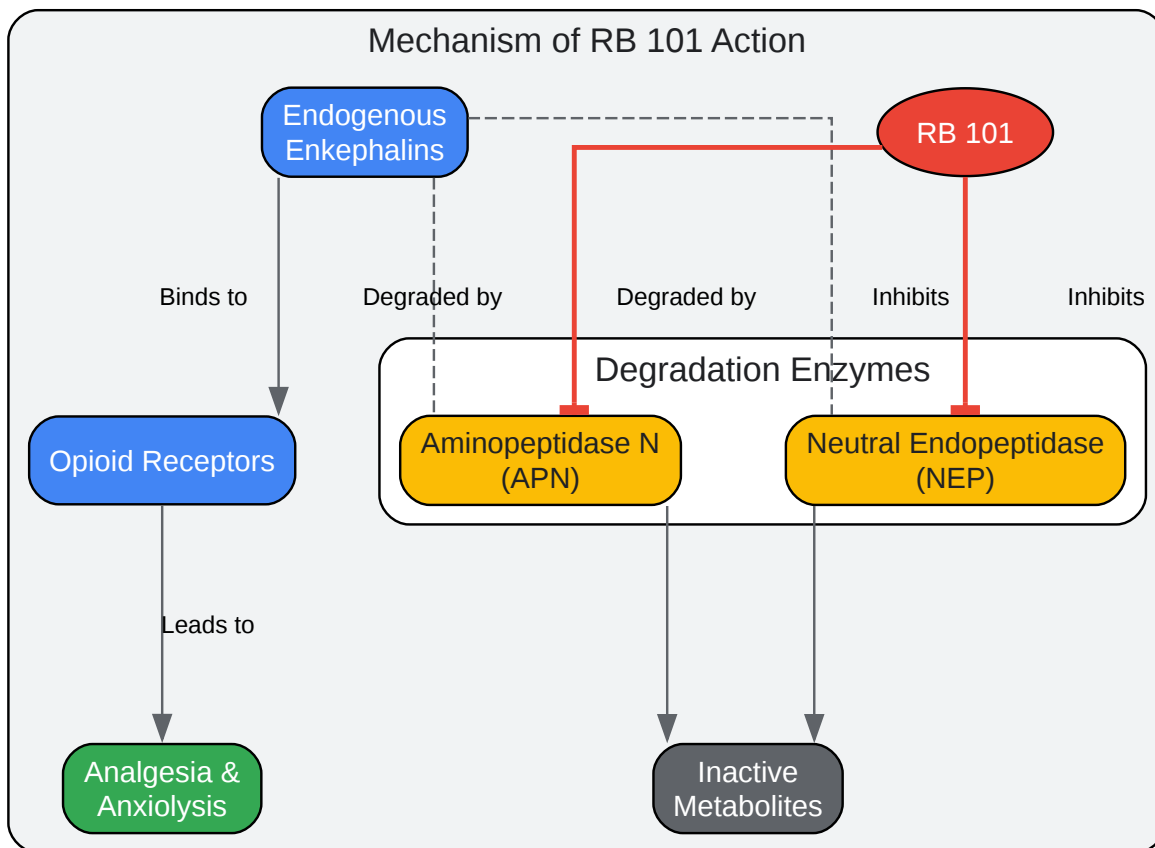 Mechanism of RB 101 Action
Endogenous
Enkephalins
RB 101
Binds to
Degraded by
Degraded by
Inhibits
Inhibits
Degradation Enzymes
Opioid Receptors
Aminopeptidase N
(APN)
Neutral Endopeptidase
(NEP)
Leads to
Analgesia &
Anxiolysis
Inactive
Metabolites